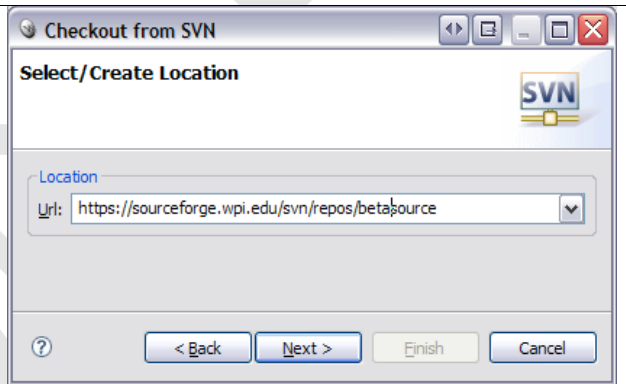 Checkout from SVN
Select/Create Location
SVN
Location
Url: https://sourceforge.wpi.edu/svn/repos/betasource
?
< Back
Next >
Finish
Cancel